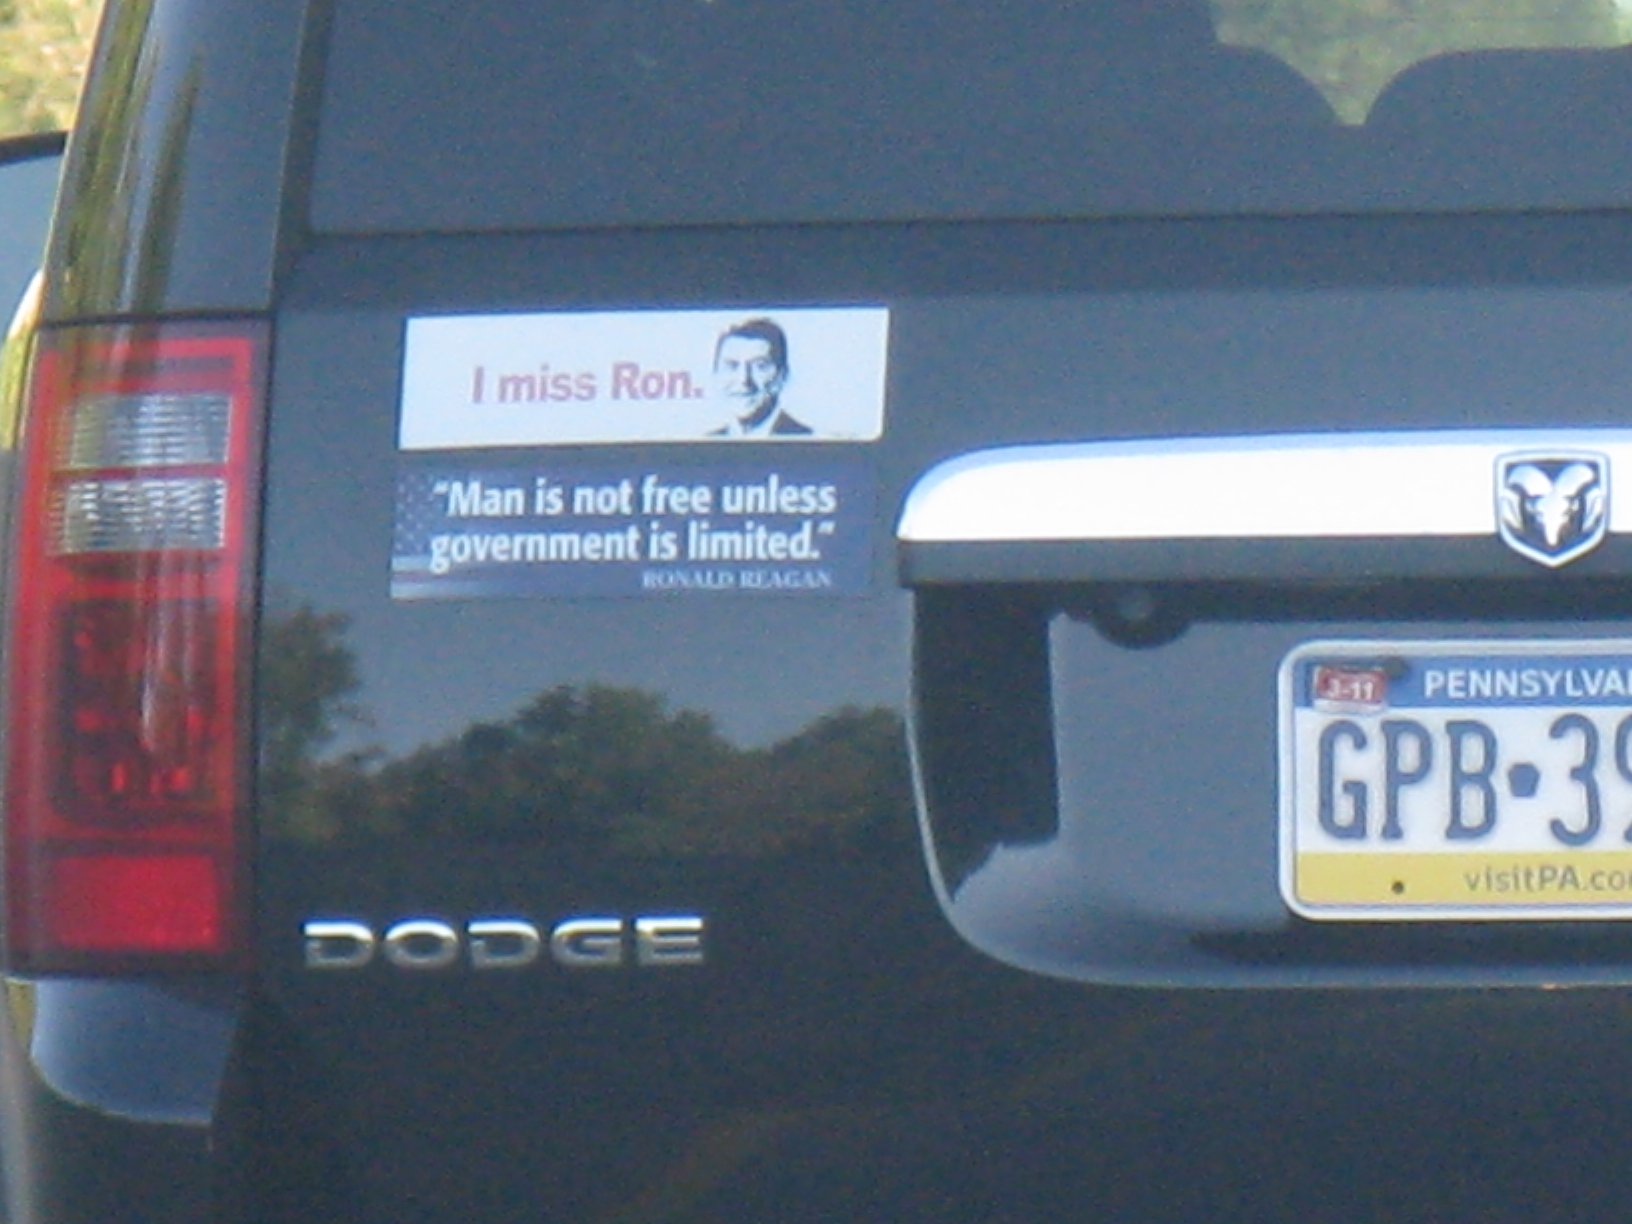 I miss Ron.
"Man is not free unless
government is limited."
RONALD REAGAN
3-11
PENNSYLVA
GPB 39
visitPA.co
DODGE